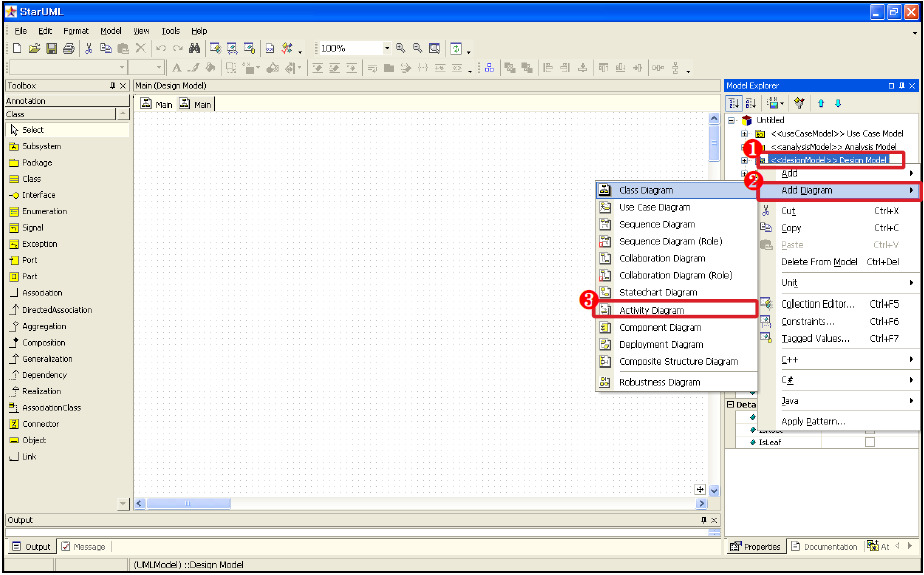 StarUML
File Edit Format Model View Tools Help
100%
Toolbox
Annotation
Class
Select
Subsystem
Package
Class
Interface
Enumeration
Signal
Exception
Port
Part
Association
DirectedAssociation
Aggregation
Composition
Generalization
Dependency
Realization
AssociationClass
Connector
Object
Link
Main (Design Model)
Main Main
Model Explorer
Untitled
<<useCaseModel>> Use Case Model
<<analysisModel>> Analysis Model
1
<<designModel>> Design Model
Add
2
Add Diagram
Cut Ctrl+X
Copy Ctrl+C
Paste Ctrl+V
Delete From Model Ctrl+Del
Unit
Collection Editor... Ctrl+F5
Constraints... Ctrl+F6
Tagged Values... Ctrl+F7
C++
C#
Java
Apply Pattern...
Class Diagram
Use Case Diagram
Sequence Diagram
Sequence Diagram (Role)
Collaboration Diagram
Collaboration Diagram (Role)
Statechart Diagram
3
Activity Diagram
Component Diagram
Deployment Diagram
Composite Structure Diagram
Robustness Diagram
Deta
IsLeaf
Output
Output Message
Properties Documentation At
(UMLModel) ::Design Model